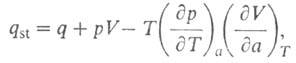 q_st = q + pV − T(∂p/∂T)_a (∂V/∂a)_T,